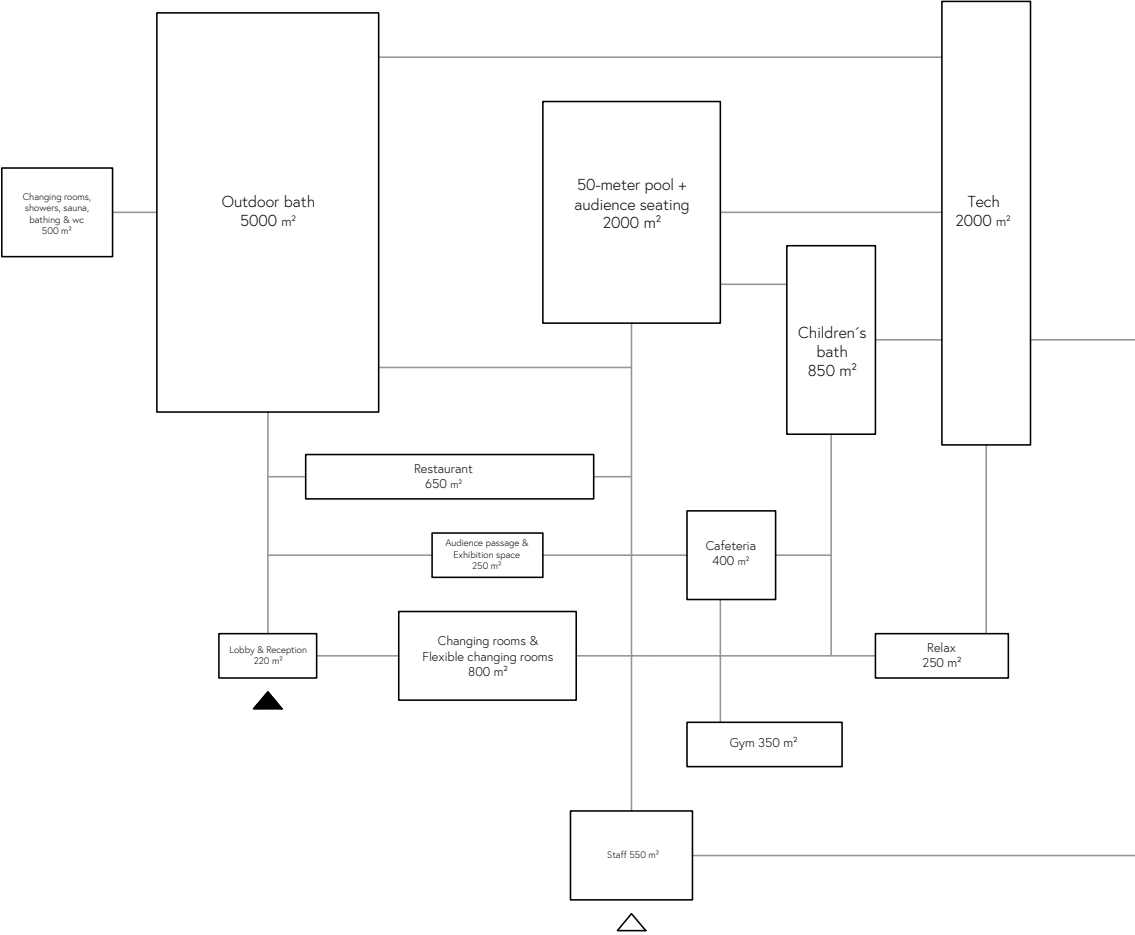 Changing rooms,
showers, sauna,
bathing & wc
500 m²
Outdoor bath
5000 m²
50-meter pool +
audience seating
2000 m²
Tech
2000 m²
Children´s
bath
850 m²
Restaurant
650 m²
Audience passage &
Exhibition space
250 m²
Cafeteria
400 m²
Lobby & Reception
220 m²
Changing rooms &
Flexible changing rooms
800 m²
Relax
250 m²
Gym 350 m²
Staff 550 m²